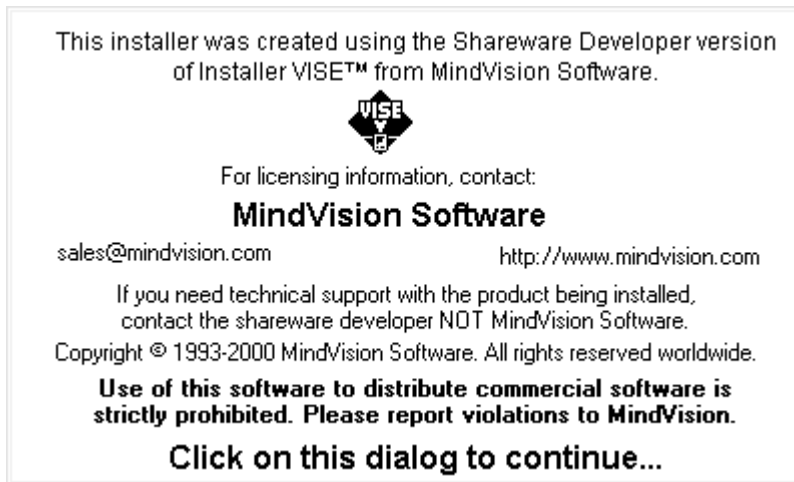 This installer was created using the Shareware Developer version
of Installer VISE™ from MindVision Software.
VISE
For licensing information, contact:
MindVision Software
sales@mindvision.com http://www.mindvision.com
If you need technical support with the product being installed,
contact the shareware developer NOT MindVision Software.
Copyright © 1993-2000 MindVision Software. All rights reserved worldwide.
Use of this software to distribute commercial software is
strictly prohibited. Please report violations to MindVision.
Click on this dialog to continue...